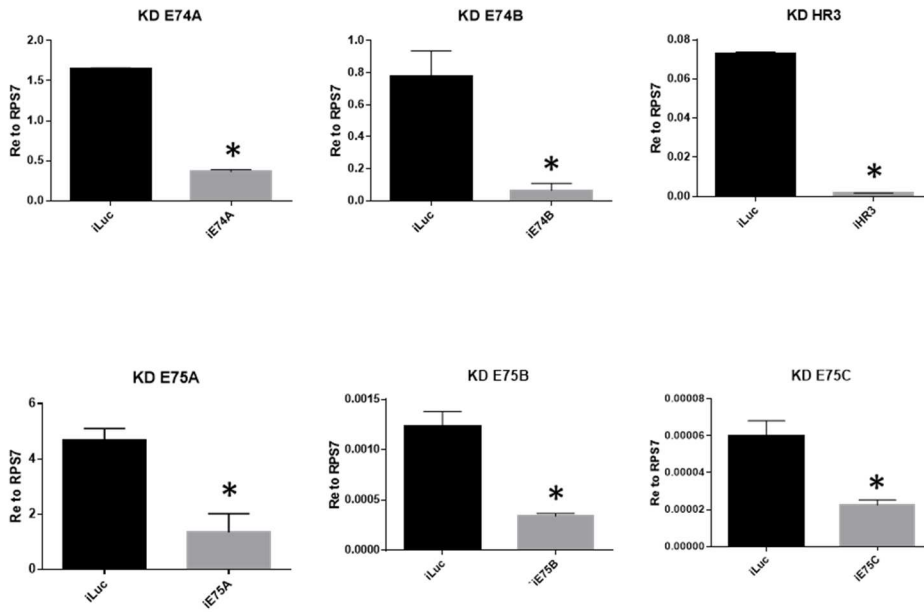 KD E74A
Re to RPS7
2.0
1.5
1.0
0.5
0.0
*
iLuc
iE74A
KD E74B
Re to RPS7
1.0
0.8
0.6
0.4
0.2
0.0
*
iLuc
iE74B
KD HR3
Re to RPS7
0.08
0.06
0.04
0.02
0.00
*
iLuc
iHR3
KD E75A
Re to RPS7
6
4
2
0
*
iLuc
iE75A
KD E75B
Re to RPS7
0.0015
0.0010
0.0005
0.0000
*
iLuc
¨iE75B
KD E75C
Re to RPS7
0.00008
0.00006
0.00004
0.00002
0.00000
*
iLuc
iE75C